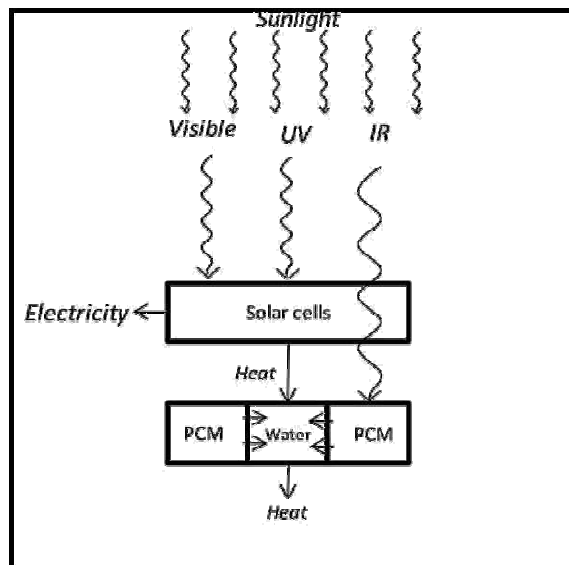 Sunlight
Visible UV IR
Electricity Solar cells
Heat
PCM Water PCM
Heat